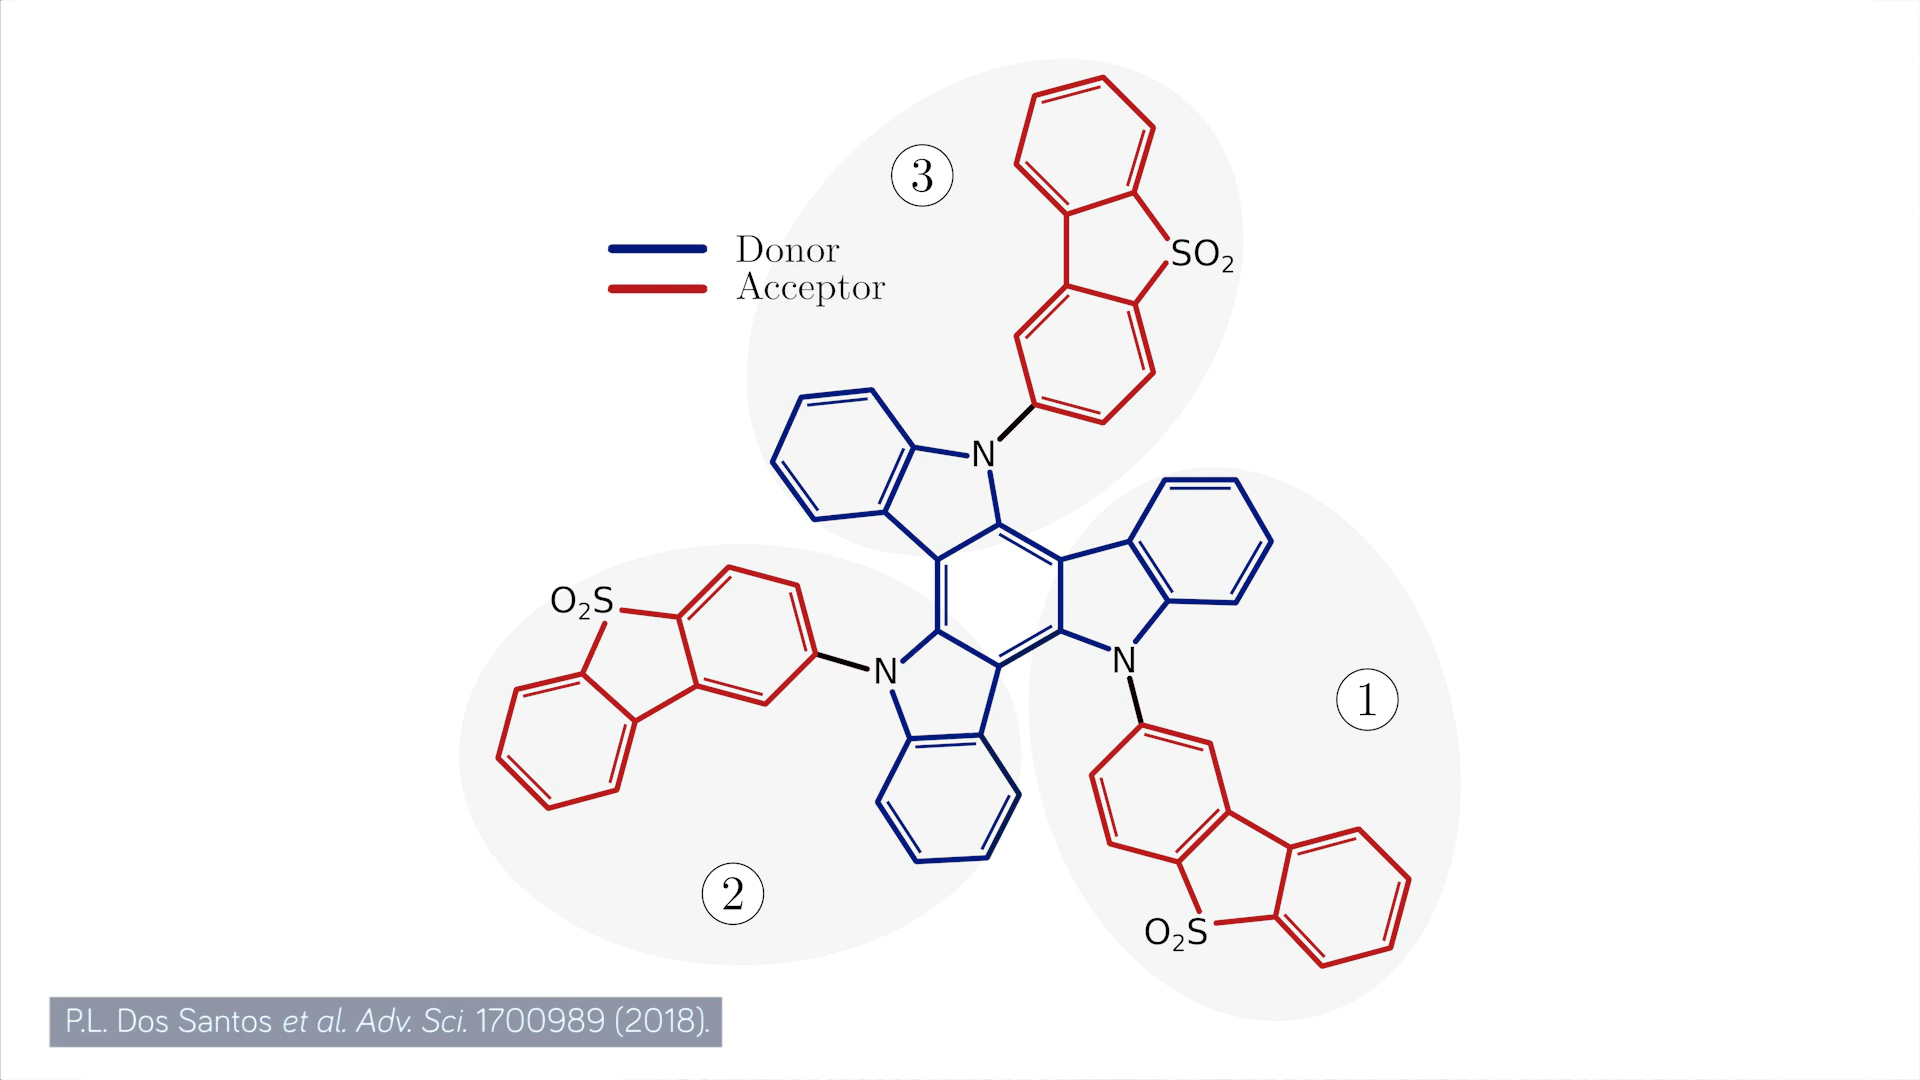 3
SO₂
Donor
Acceptor
N
O₂S
N
N
1
2
O₂S
P.L. Dos Santos et al. Adv. Sci. 1700989 (2018).